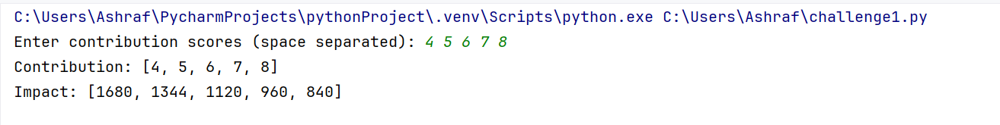 C:\Users\Ashraf\PycharmProjects\pythonProject\.venv\Scripts\python.exe C:\Users\Ashraf\challenge1.py
Enter contribution scores (space separated): 4 5 6 7 8
Contribution: [4, 5, 6, 7, 8]
Impact: [1680, 1344, 1120, 960, 840]